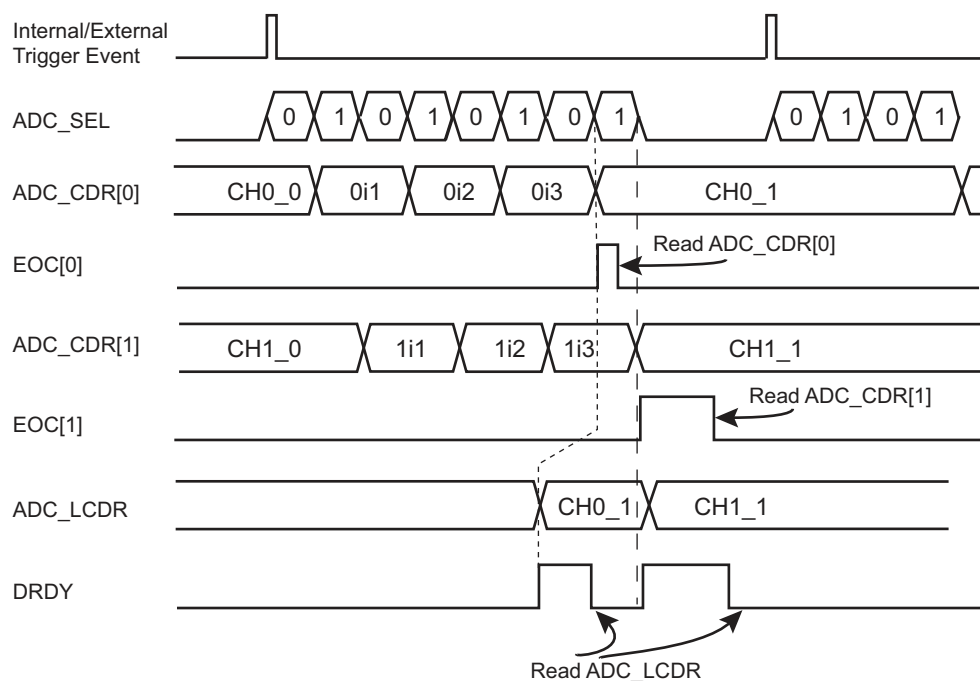 Internal/External
Trigger Event
ADC_SEL 0 1 0 1 0 1 0 1 0 1 0 1
ADC_CDR[0] CH0_0 0i1 0i2 0i3 CH0_1
EOC[0] Read ADC_CDR[0]
ADC_CDR[1] CH1_0 1i1 1i2 1i3 CH1_1
EOC[1] Read ADC_CDR[1]
ADC_LCDR CH0_1 CH1_1
DRDY
Read ADC_LCDR